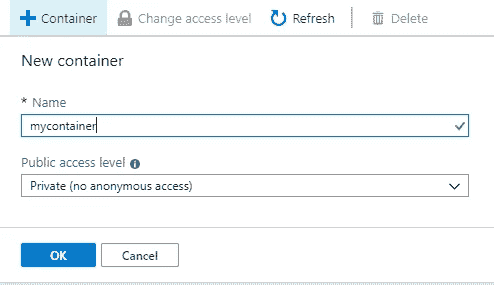 + Container Change access level Refresh Delete
New container
* Name
mycontainer
Public access level
Private (no anonymous access)
OK Cancel